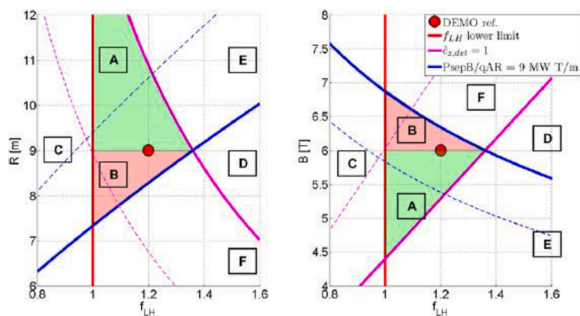 12
11
10
9
8
7
6
R [m]
0.8
1
1.2
1.4
1.6
f_LH
A
B
C
D
E
F
8
7.5
7
6.5
6
5.5
5
4.5
4
B [T]
0.8
1
1.2
1.4
1.6
f_LH
DEMO ref.
f_LH lower limit
ĉ_z,det = 1
PsepB/qAR = 9 MW T/m
F
B
D
C
A
E